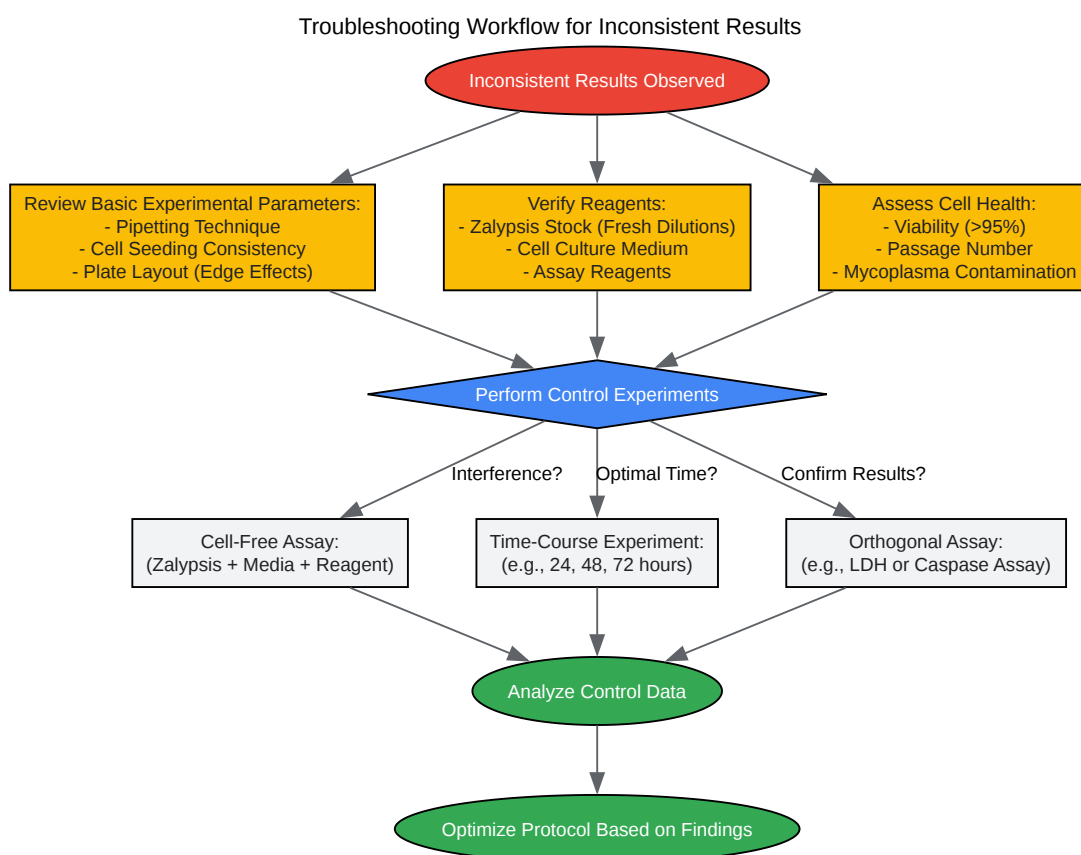 Troubleshooting Workflow for Inconsistent Results
Inconsistent Results Observed
Review Basic Experimental Parameters:
- Pipetting Technique
- Cell Seeding Consistency
- Plate Layout (Edge Effects)
Verify Reagents:
- Zalypsis Stock (Fresh Dilutions)
- Cell Culture Medium
- Assay Reagents
Assess Cell Health:
- Viability (>95%)
- Passage Number
- Mycoplasma Contamination
Perform Control Experiments
Interference?
Optimal Time?
Confirm Results?
Cell-Free Assay:
(Zalypsis + Media + Reagent)
Time-Course Experiment:
(e.g., 24, 48, 72 hours)
Orthogonal Assay:
(e.g., LDH or Caspase Assay)
Analyze Control Data
Optimize Protocol Based on Findings